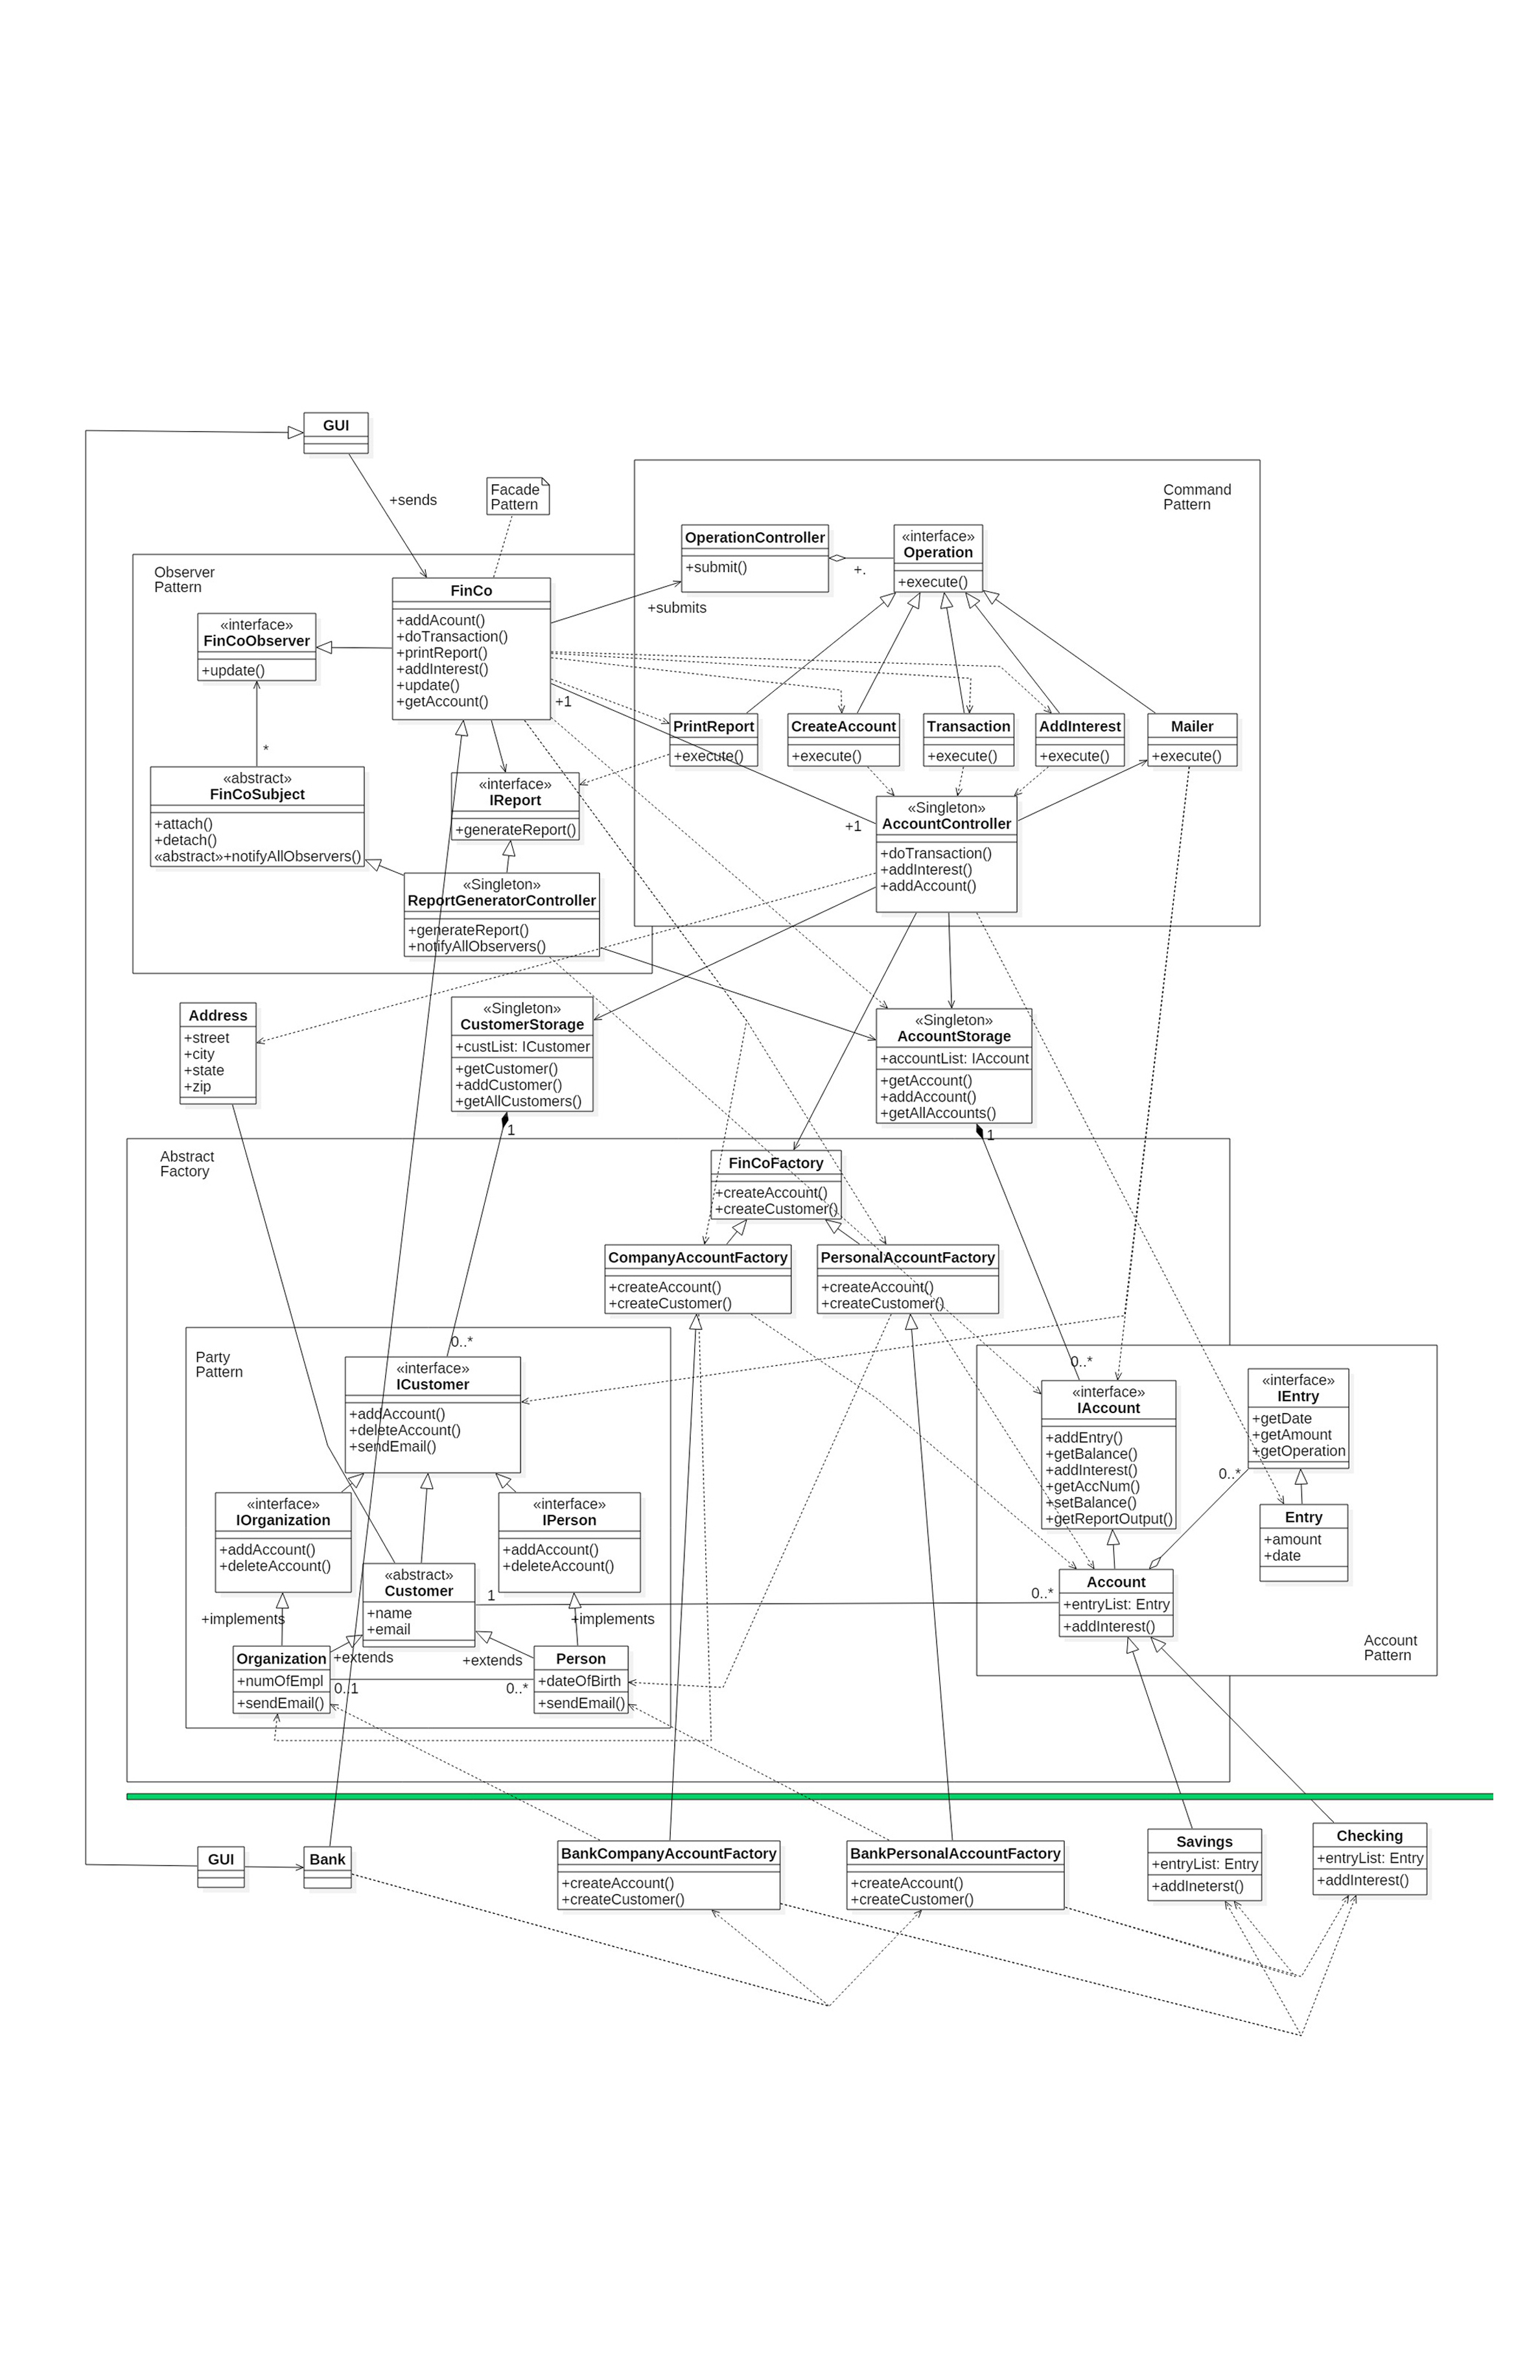 GUI
+sends
Facade
Pattern
Command
Pattern
OperationController
+submit()
+.
«interface»
Operation
+execute()
Observer
Pattern
FinCo
+addAcount()
+doTransaction()
+printReport()
+addInterest()
+update()
+getAccount()
+submits
«interface»
FinCoObserver
+update()
+1
*
PrintReport
+execute()
CreateAccount
+execute()
Transaction
+execute()
AddInterest
+execute()
Mailer
+execute()
«abstract»
FinCoSubject
+attach()
+detach()
«abstract»+notifyAllObservers()
«interface»
IReport
+generateReport()
+1
«Singleton»
AccountController
+doTransaction()
+addInterest()
+addAccount()
«Singleton»
ReportGeneratorController
+generateReport()
+notifyAllObservers()
Address
+street
+city
+state
+zip
«Singleton»
CustomerStorage
+custList: ICustomer
+getCustomer()
+addCustomer()
+getAllCustomers()
1
«Singleton»
AccountStorage
+accountList: IAccount
+getAccount()
+addAccount()
+getAllAccounts()
1
Abstract
Factory
FinCoFactory
+createAccount()
+createCustomer()
CompanyAccountFactory
+createAccount()
+createCustomer()
PersonalAccountFactory
+createAccount()
+createCustomer()
Party
Pattern
0..*
«interface»
ICustomer
+addAccount()
+deleteAccount()
+sendEmail()
0..*
«interface»
IAccount
+addEntry()
+getBalance()
+addInterest()
+getAccNum()
+setBalance()
+getReportOutput()
«interface»
IEntry
+getDate
+getAmount
+getOperation
0..*
Entry
+amount
+date
«interface»
IOrganization
+addAccount()
+deleteAccount()
«interface»
IPerson
+addAccount()
+deleteAccount()
«abstract»
Customer
+name
+email
1
0..*
Account
+entryList: Entry
+addInterest()
Account
Pattern
+implements
+implements
+extends
+extends
Organization
+numOfEmpl
+sendEmail()
0..1
0..*
Person
+dateOfBirth
+sendEmail()
GUI
Bank
BankCompanyAccountFactory
+createAccount()
+createCustomer()
BankPersonalAccountFactory
+createAccount()
+createCustomer()
Savings
+entryList: Entry
+addIneterst()
Checking
+entryList: Entry
+addInterest()